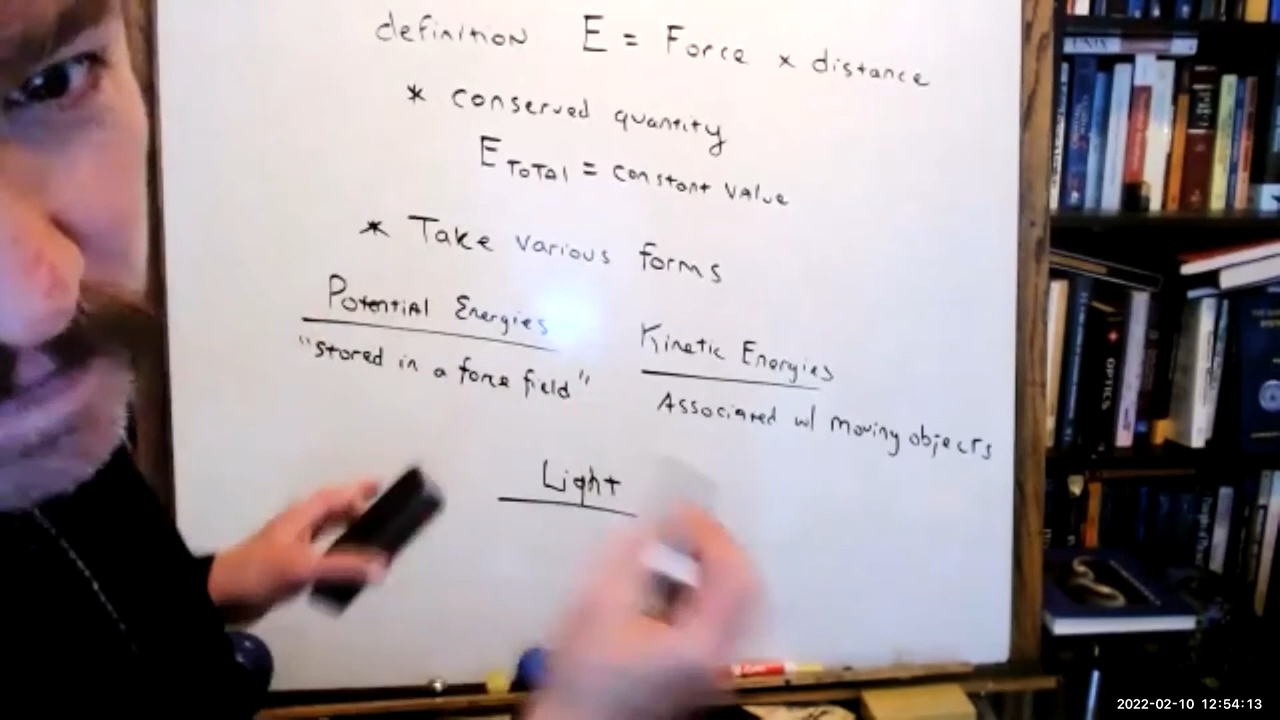 definition E = Force x distance
* conserved quantity
E TOTAL = constant value
* Take various forms
Potential Energies
"stored in a force field"
Kinetic Energies
Associated w/ moving objects
Light
OPTICS
2022-02-10 12:54:13